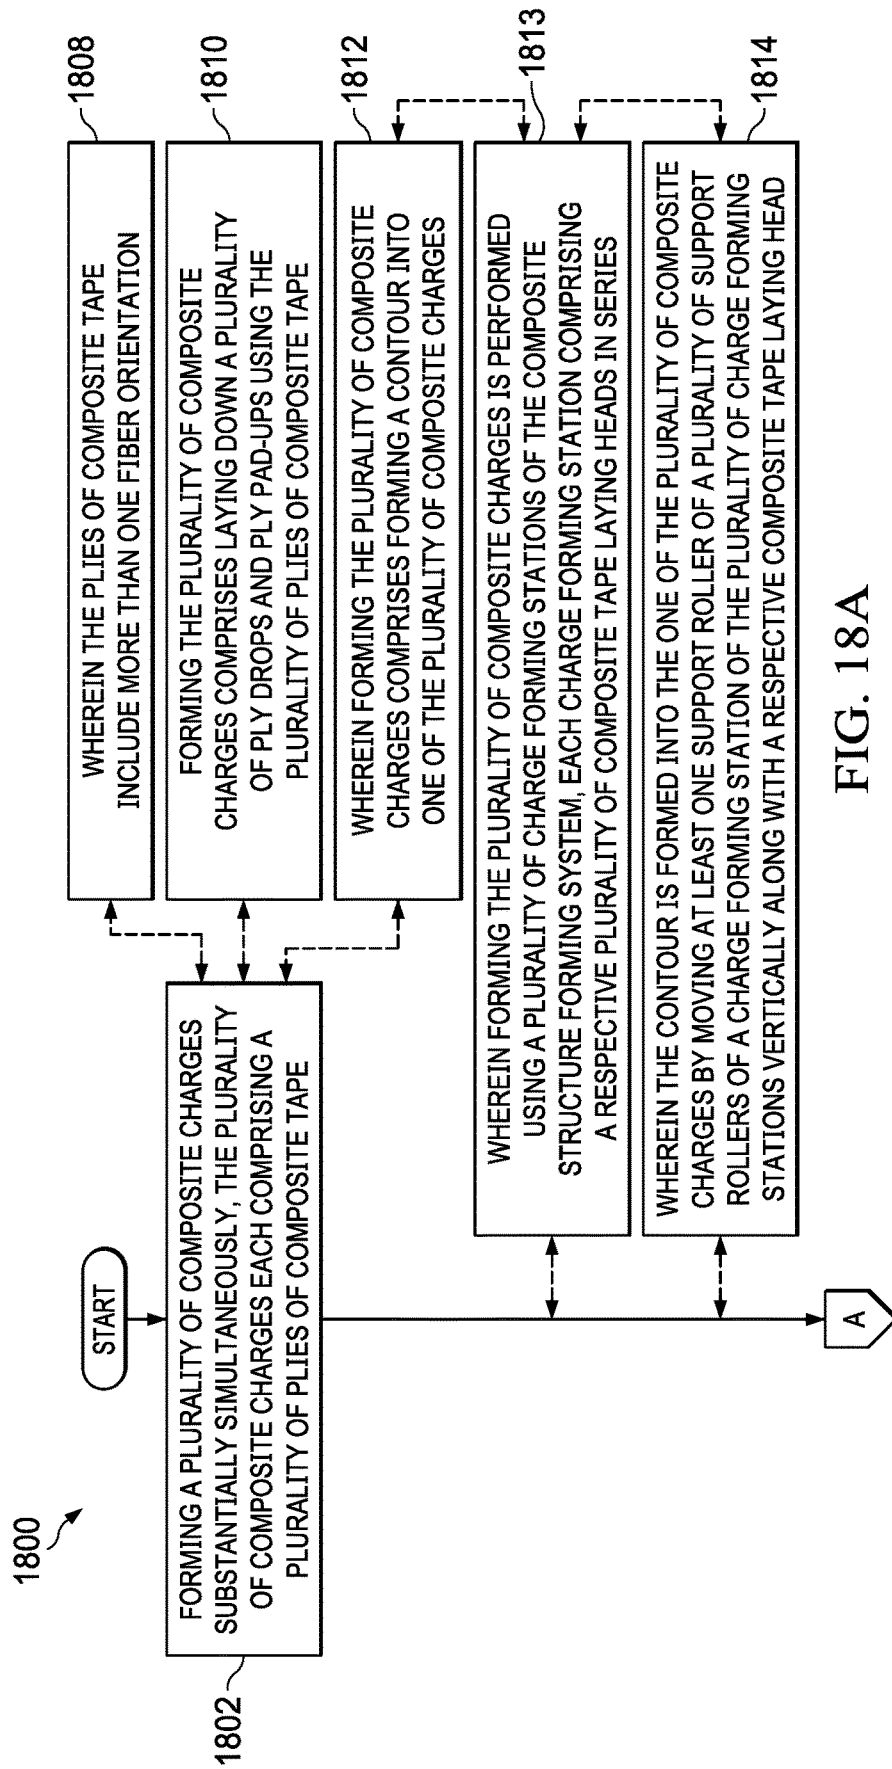 1800
START
1802
FORMING A PLURALITY OF COMPOSITE CHARGES
SUBSTANTIALLY SIMULTANEOUSLY, THE PLURALITY
OF COMPOSITE CHARGES EACH COMPRISING A
PLURALITY OF PLIES OF COMPOSITE TAPE
1808
WHEREIN THE PLIES OF COMPOSITE TAPE
INCLUDE MORE THAN ONE FIBER ORIENTATION
1810
FORMING THE PLURALITY OF COMPOSITE
CHARGES COMPRISES LAYING DOWN A PLURALITY
OF PLY DROPS AND PLY PAD-UPS USING THE
PLURALITY OF PLIES OF COMPOSITE TAPE
1812
WHEREIN FORMING THE PLURALITY OF COMPOSITE
CHARGES COMPRISES FORMING A CONTOUR INTO
ONE OF THE PLURALITY OF COMPOSITE CHARGES
1813
WHEREIN FORMING THE PLURALITY OF COMPOSITE CHARGES IS PERFORMED
USING A PLURALITY OF CHARGE FORMING STATIONS OF THE COMPOSITE
STRUCTURE FORMING SYSTEM, EACH CHARGE FORMING STATION COMPRISING
A RESPECTIVE PLURALITY OF COMPOSITE TAPE LAYING HEADS IN SERIES
1814
WHEREIN THE CONTOUR IS FORMED INTO THE ONE OF THE PLURALITY OF COMPOSITE
CHARGES BY MOVING AT LEAST ONE SUPPORT ROLLER OF A PLURALITY OF SUPPORT
ROLLERS OF A CHARGE FORMING STATION OF THE PLURALITY OF CHARGE FORMING
STATIONS VERTICALLY ALONG WITH A RESPECTIVE COMPOSITE TAPE LAYING HEAD
A
FIG. 18A